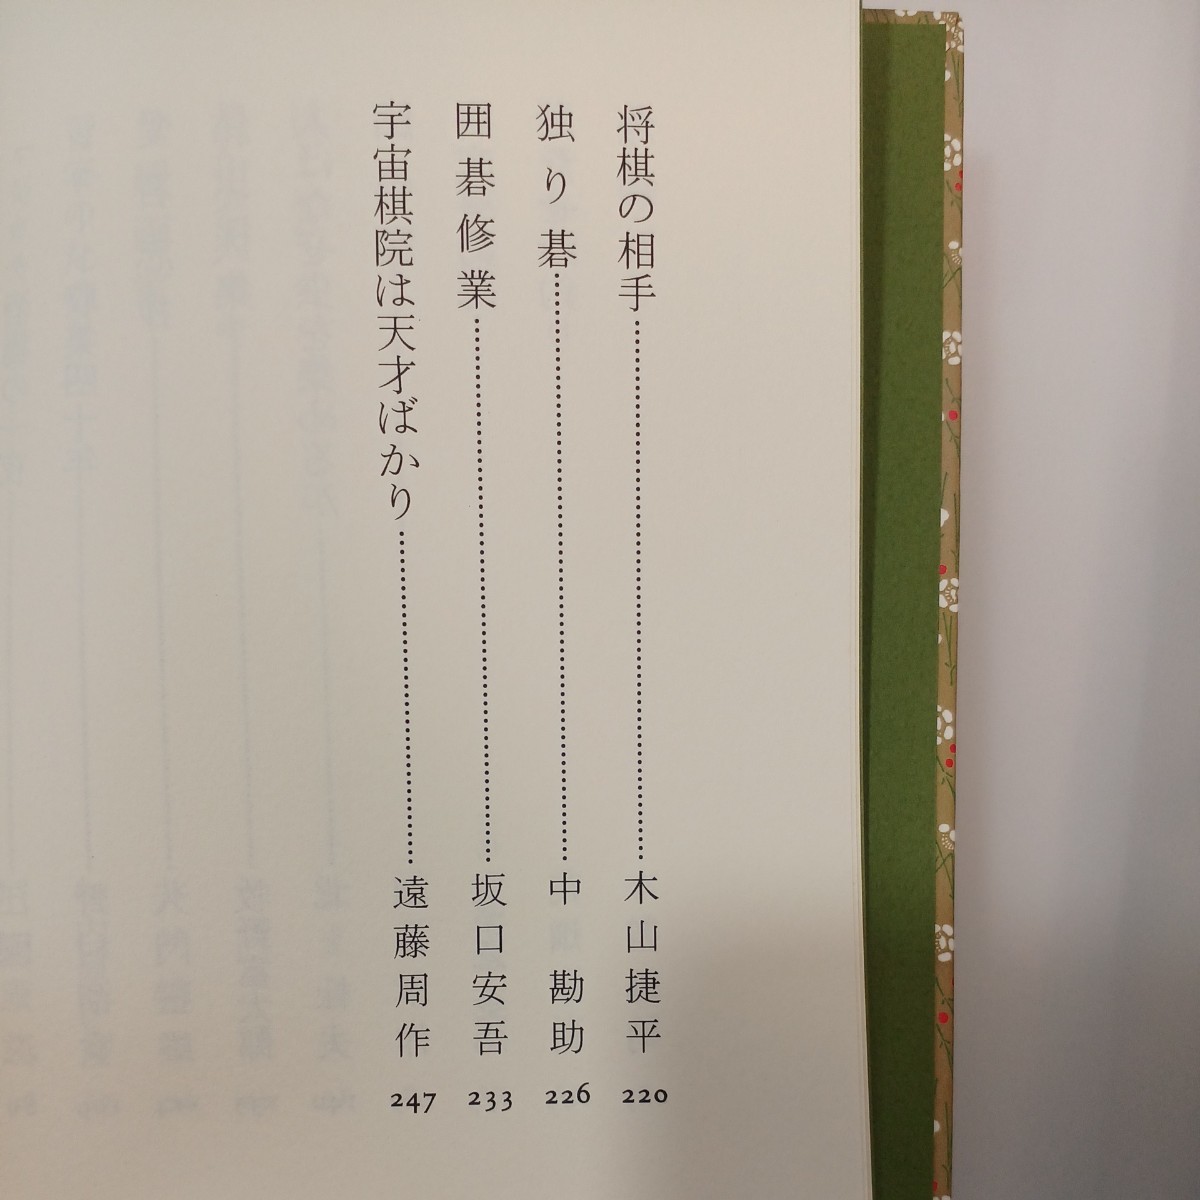 将棋の相手……木山捷平 220
独り碁……中 勘助 226
囲碁修業……坂口安吾 233
宇宙棋院は天才ばかり……遠藤周作 247